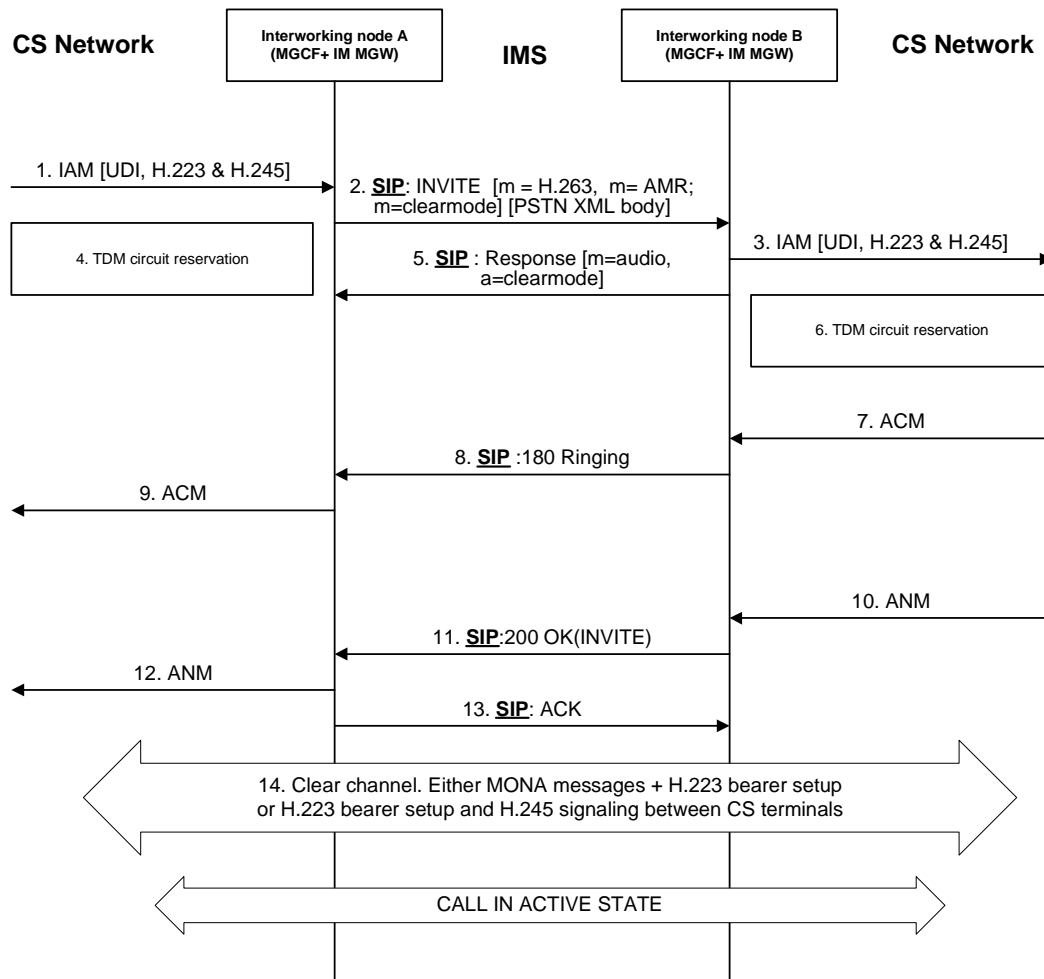 CS Network
Interworking node A
(MGCF+ IM MGW)
IMS
Interworking node B
(MGCF+ IM MGW)
CS Network
1. IAM [UDI, H.223 & H.245]
2. SIP: INVITE [m = H.263, m= AMR;
m=clearmode] [PSTN XML body]
3. IAM [UDI, H.223 & H.245]
4. TDM circuit reservation
5. SIP : Response [m=audio,
a=clearmode]
6. TDM circuit reservation
7. ACM
8. SIP :180 Ringing
9. ACM
10. ANM
11. SIP:200 OK(INVITE)
12. ANM
13. SIP: ACK
14. Clear channel. Either MONA messages + H.223 bearer setup
or H.223 bearer setup and H.245 signaling between CS terminals
CALL IN ACTIVE STATE